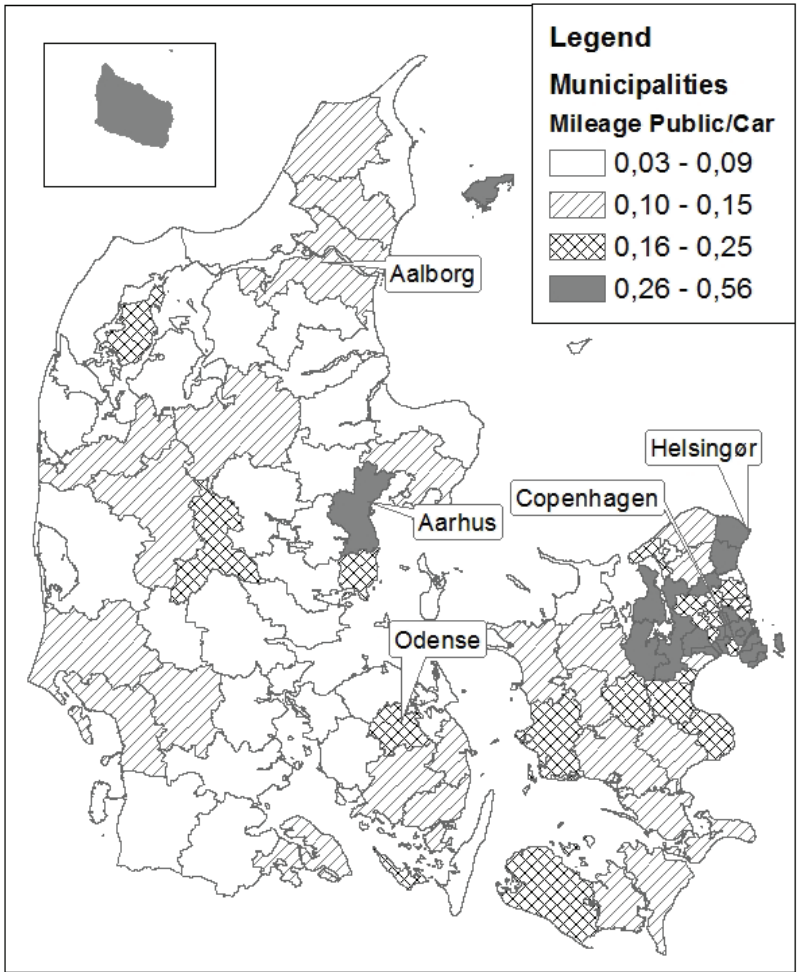 Legend
Municipalities
Mileage Public/Car
0,03 - 0,09
0,10 - 0,15
0,16 - 0,25
0,26 - 0,56
Aalborg
Helsingør
Copenhagen
Aarhus
Odense